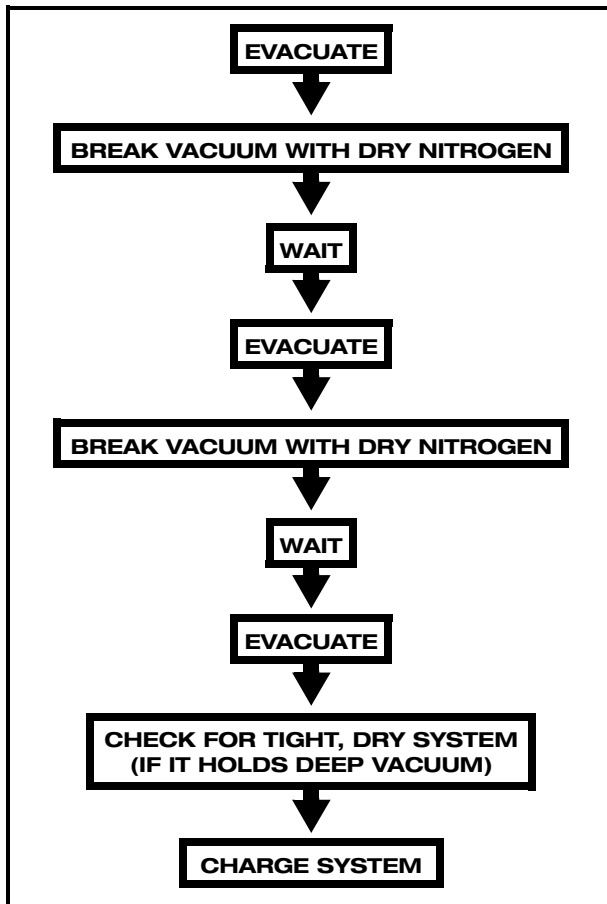 EVACUATE
BREAK VACUUM WITH DRY NITROGEN
WAIT
EVACUATE
BREAK VACUUM WITH DRY NITROGEN
WAIT
EVACUATE
CHECK FOR TIGHT, DRY SYSTEM
(IF IT HOLDS DEEP VACUUM)
CHARGE SYSTEM